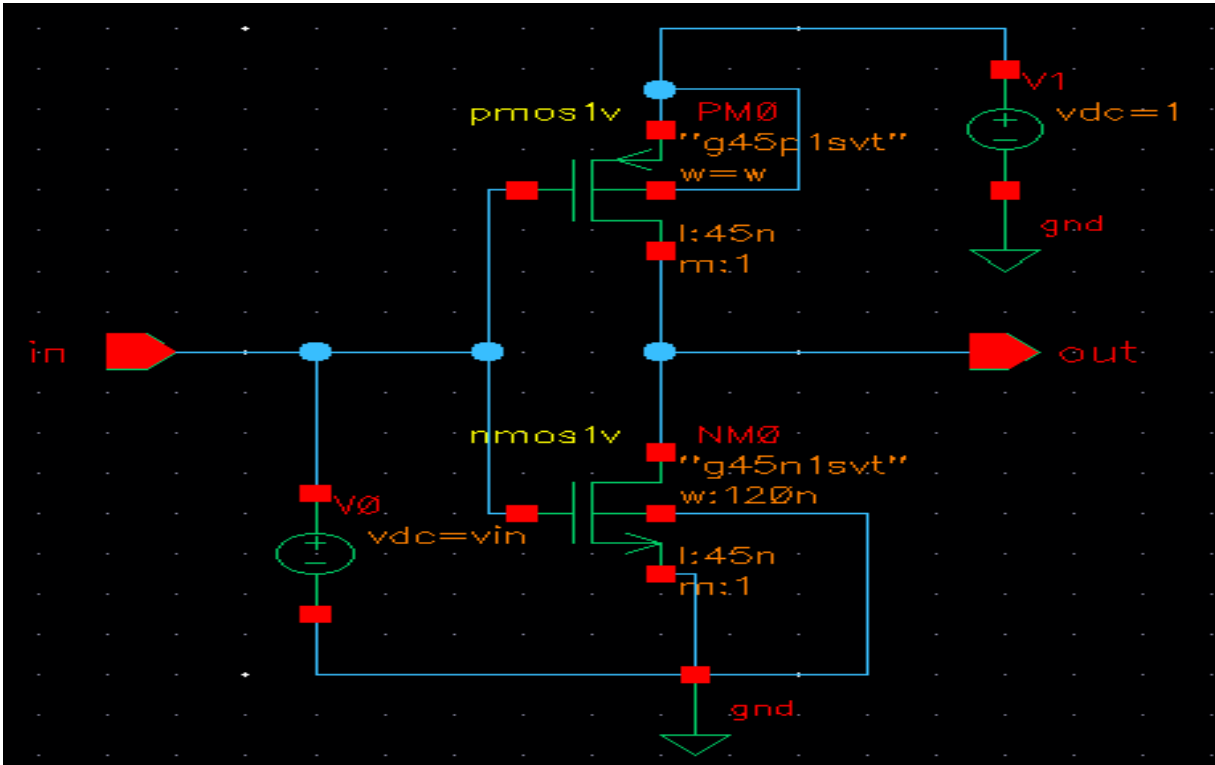 V1
pmos1v
PM0
vdc=1
"g45p1svt"
w=w
gnd
l:45n
m:1
in
out
nmos1v
NM0
"g45n1svt"
w:120n
V0
vdc=vin
l:45n
m:1
gnd